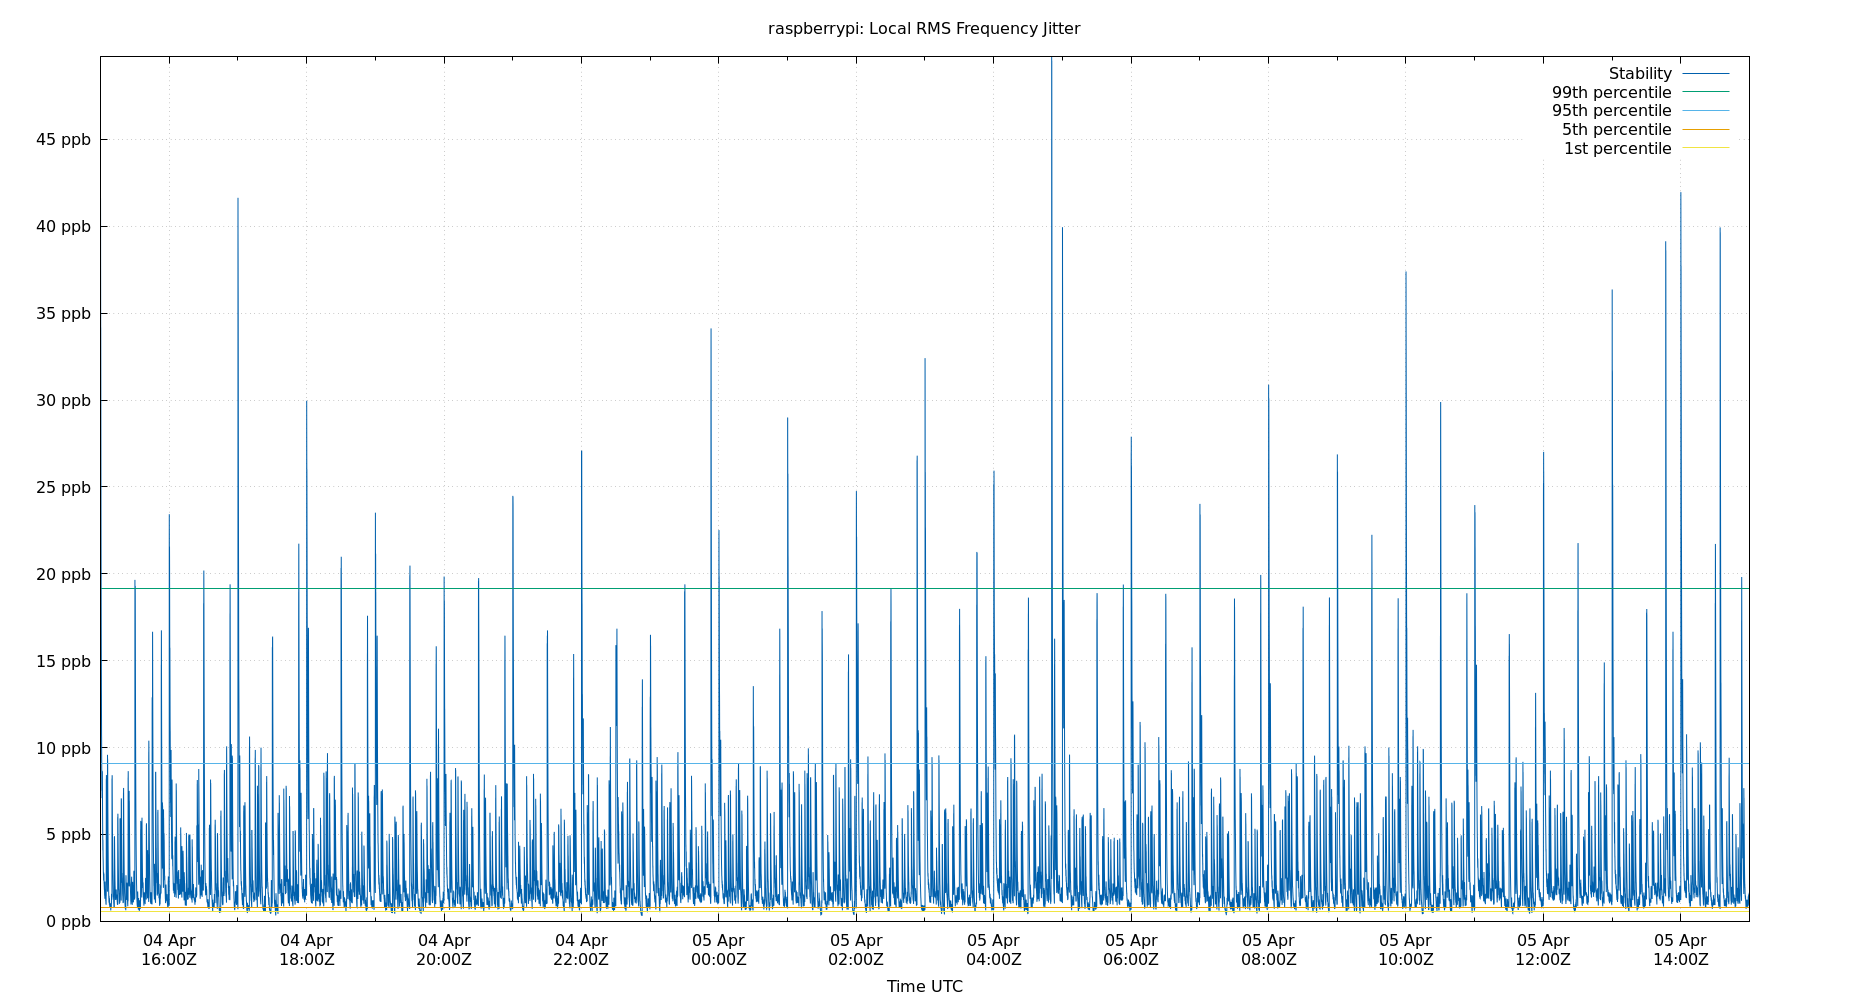 raspberrypi: Local RMS Frequency Jitter
Stability
99th percentile
95th percentile
5th percentile
1st percentile
45 ppb
40 ppb
35 ppb
30 ppb
25 ppb
20 ppb
15 ppb
10 ppb
5 ppb
0 ppb
04 Apr 04 Apr 04 Apr 04 Apr 05 Apr 05 Apr 05 Apr 05 Apr 05 Apr 05 Apr 05 Apr 05 Apr
16:00Z 18:00Z 20:00Z 22:00Z 00:00Z 02:00Z 04:00Z 06:00Z 08:00Z 10:00Z 12:00Z 14:00Z
Time UTC